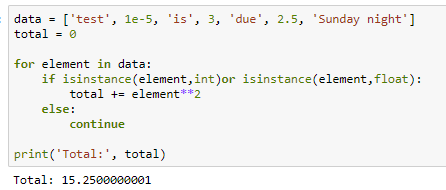 data = ['test', 1e-5, 'is', 3, 'due', 2.5, 'Sunday night']
total = 0
for element in data:
    if isinstance(element,int)or isinstance(element,float):
        total += element**2
    else:
        continue
print('Total:', total)
Total: 15.2500000001